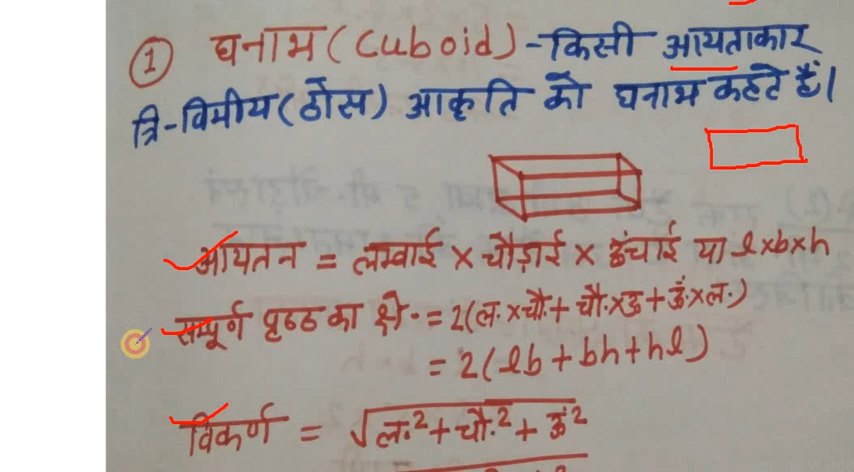 ① घनाभ (Cuboid) - किसी आयताकार
त्रि-विमीय (ठोस) आकृति को घनाभ कहते हैं।
आयतन = लम्बाई × चौड़ाई × ऊंचाई या l×b×h
सम्पूर्ण पृष्ठ का क्षे. = 2(ल.×चौ.+ चौ.×ऊ+ऊं.×ल.)
= 2(lb+bh+hl)
विकर्ण = √ल.²+चौ.²+ऊं²